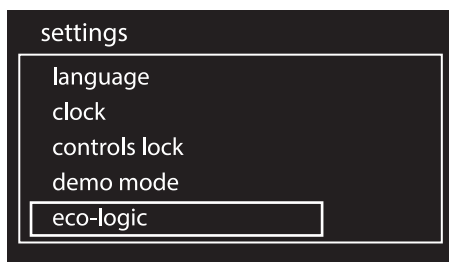 settings
language
clock
controls lock
demo mode
eco-logic